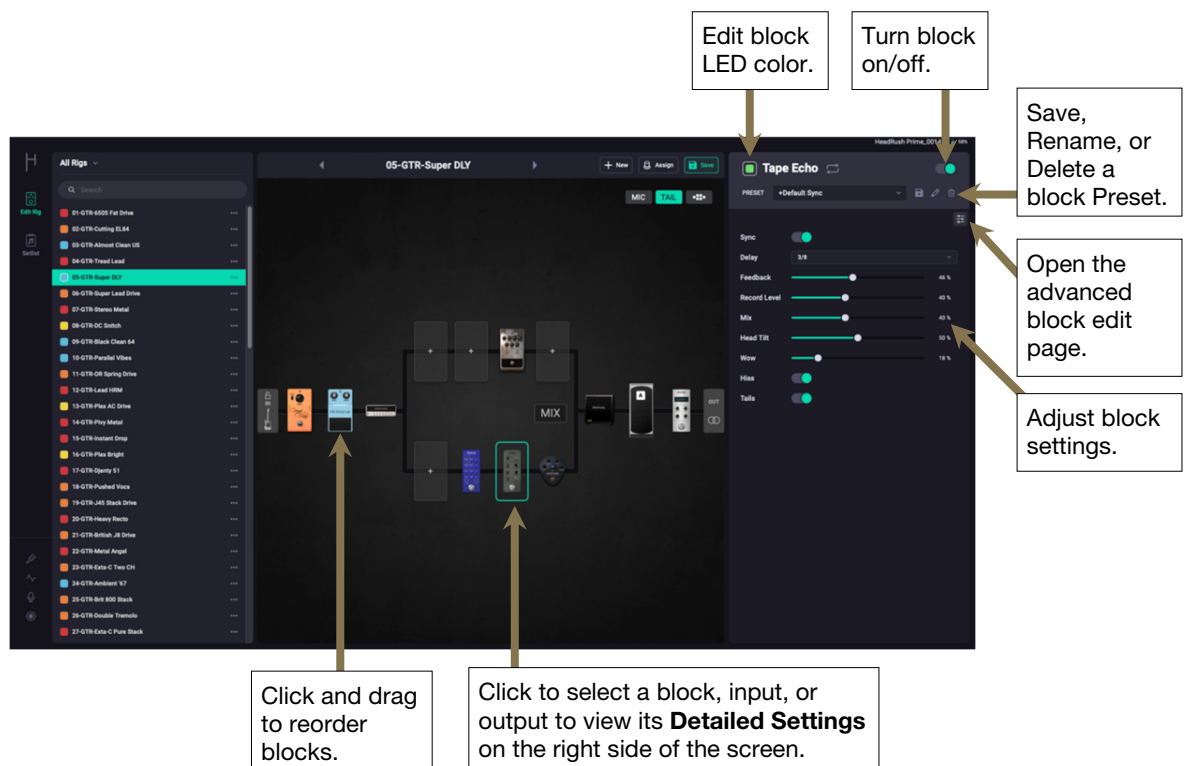 Edit block
LED color.
Turn block
on/off.
Save,
Rename, or
Delete a
block Preset.
Open the
advanced
block edit
page.
Adjust block
settings.
HeadRush Prime_001
58%
Edit Rig
Setlist
All Rigs
Search
01-GTR-6505 Fat Drive
02-GTR-Cutting EL84
03-GTR-Almost Clean US
04-GTR-Tread Lead
05-GTR-Super DLY
06-GTR-Super Lead Drive
07-GTR-Stereo Metal
08-GTR-DC Snitch
09-GTR-Black Clean 64
10-GTR-Parallel Vibes
11-GTR-OR Spring Drive
12-GTR-Lead HRM
13-GTR-Plex AC Drive
14-GTR-Pivy Metal
15-GTR-Instant Drop
16-GTR-Plex Bright
17-GTR-Djenty 51
18-GTR-Pushed Vocs
19-GTR-J45 Stack Drive
20-GTR-Heavy Recto
21-GTR-British J8 Drive
22-GTR-Metal Angel
23-GTR-Exta-C Two CH
24-GTR-Ambient '67
25-GTR-Brit 800 Stack
26-GTR-Double Tremolo
27-GTR-Exta-C Pure Stack
05-GTR-Super DLY
+ New
Assign
Save
MIC
TAIL
IN
MIX
A
OUT
Tape Echo
PRESET +Default Sync
Sync
Delay 3/8
Feedback 46 %
Record Level 40 %
Mix 40 %
Head Tilt 50 %
Wow 18 %
Hiss
Tails
Click and drag
to reorder
blocks.
Click to select a block, input, or
output to view its Detailed Settings
on the right side of the screen.